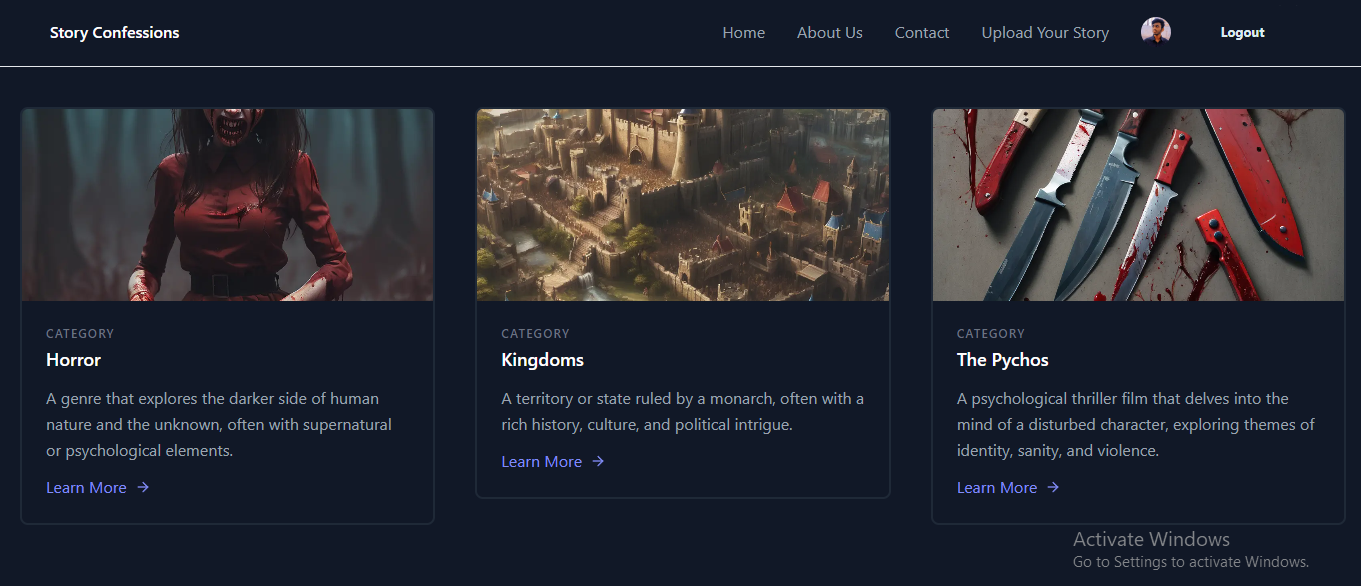 Story Confessions
Home
About Us
Contact
Upload Your Story
Logout
CATEGORY
Horror
A genre that explores the darker side of human
nature and the unknown, often with supernatural
or psychological elements.
Learn More →
CATEGORY
Kingdoms
A territory or state ruled by a monarch, often with a
rich history, culture, and political intrigue.
Learn More →
CATEGORY
The Pychos
A psychological thriller film that delves into the
mind of a disturbed character, exploring themes of
identity, sanity, and violence.
Learn More →
Activate Windows
Go to Settings to activate Windows.